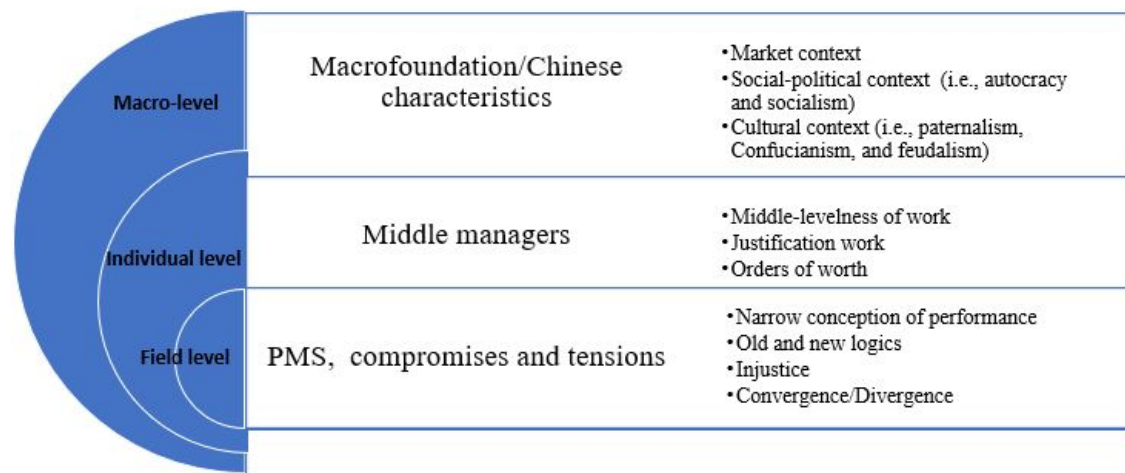 Macro-level
Macrofoundation/Chinese
characteristics
•Market context
•Social-political context (i.e., autocracy
and socialism)
•Cultural context (i.e., paternalism,
Confucianism, and feudalism)
Individual level
Middle managers
•Middle-levelness of work
•Justification work
•Orders of worth
Field level
PMS, compromises and tensions
•Narrow conception of performance
•Old and new logics
•Injustice
•Convergence/Divergence